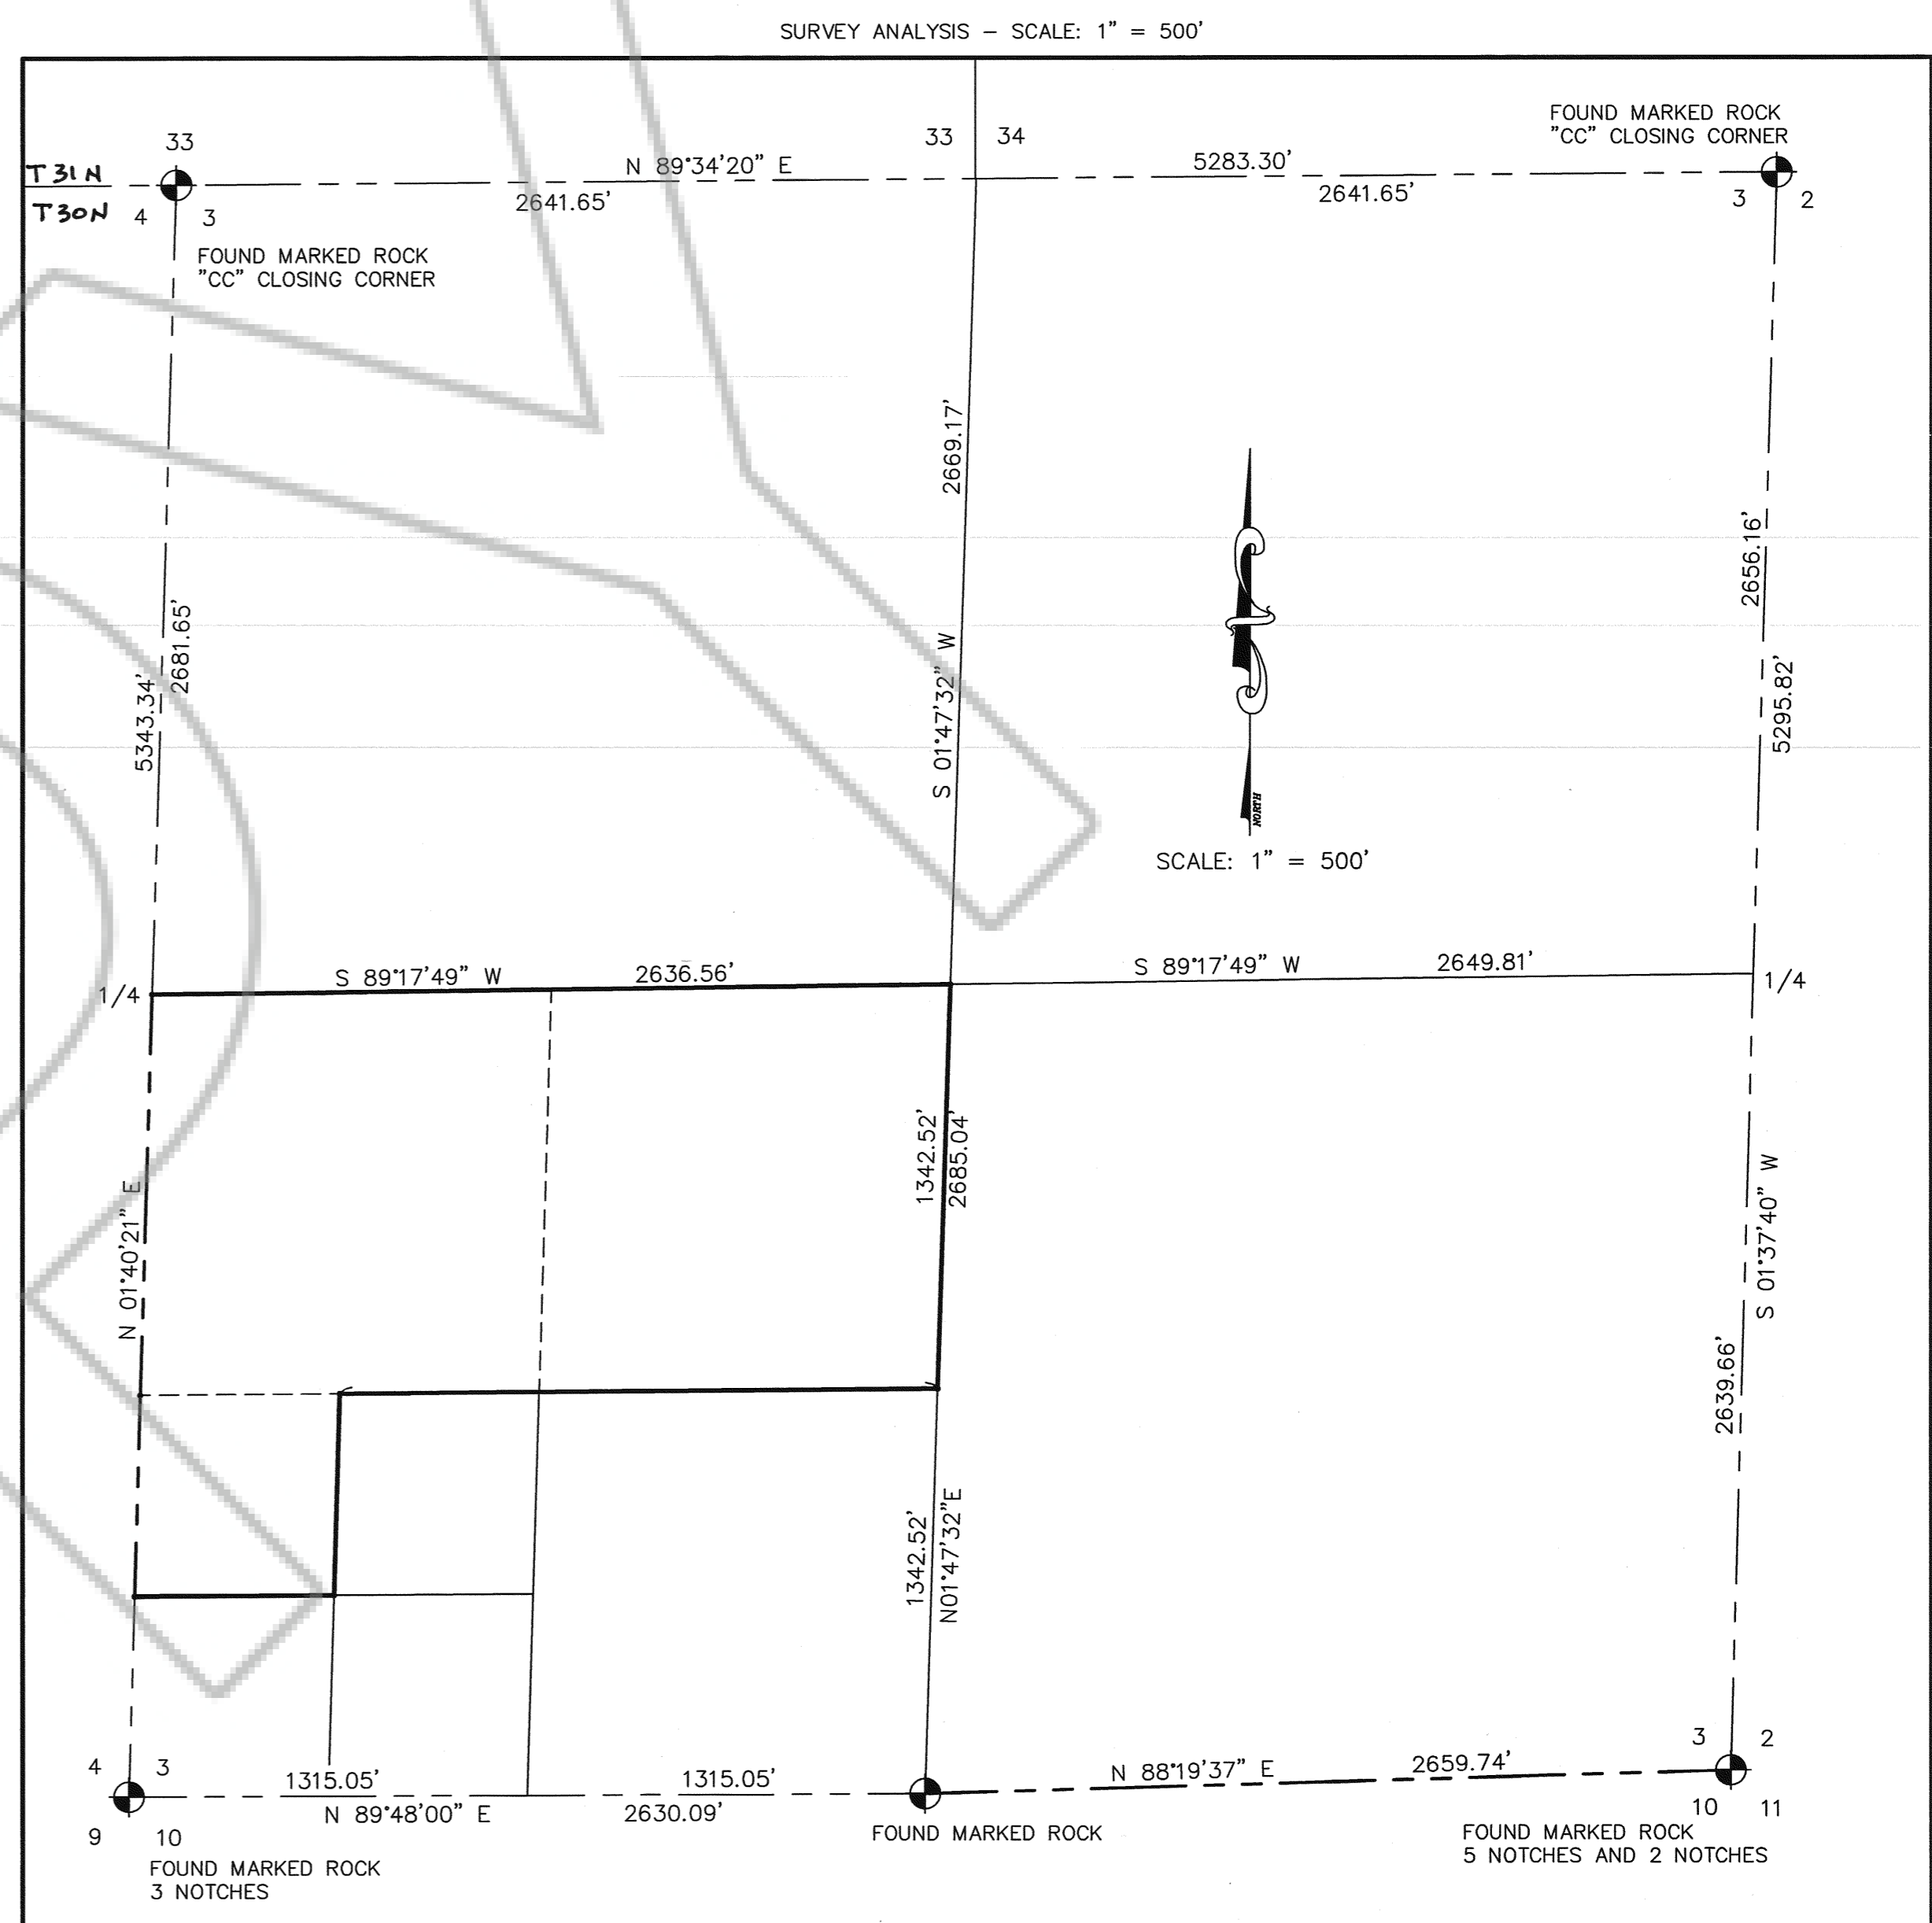 SURVEY ANALYSIS – SCALE: 1" = 500'
FOUND MARKED ROCK
"CC" CLOSING CORNER
33
33
34
T31N
N 89°34'20" E
5283.30'
2641.65'
2641.65'
T30N
4
3
3
2
FOUND MARKED ROCK
"CC" CLOSING CORNER
2669.17'
S 01°47'32" W
2681.65'
5343.34'
2656.16'
5295.82'
NORTH
SCALE: 1" = 500'
1/4
S 89°17'49" W
2636.56'
S 89°17'49" W
2649.81'
1/4
1342.52'
2685.04'
N 01°40'21" E
S 01°37'40" W
2639.66'
1342.52'
N01°47'32"E
4
3
1315.05'
1315.05'
N 88°19'37" E
2659.74'
3
2
N 89°48'00" E
2630.09'
10
11
9
10
FOUND MARKED ROCK
FOUND MARKED ROCK
5 NOTCHES AND 2 NOTCHES
FOUND MARKED ROCK
3 NOTCHES